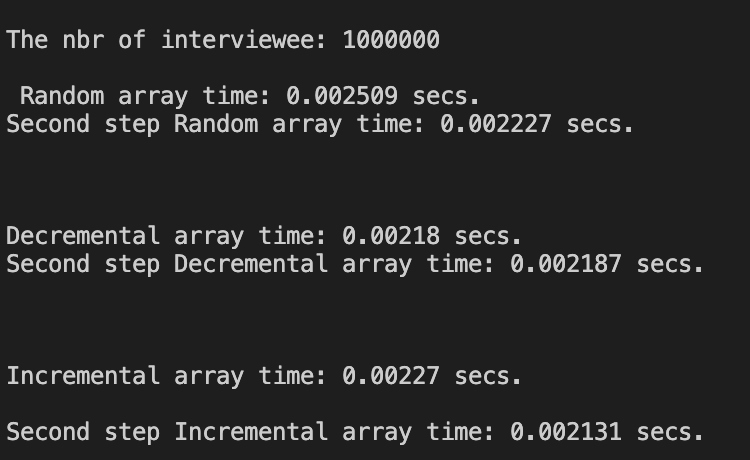 The nbr of interviewee: 1000000
Random array time: 0.002509 secs.
Second step Random array time: 0.002227 secs.
Decremental array time: 0.00218 secs.
Second step Decremental array time: 0.002187 secs.
Incremental array time: 0.00227 secs.
Second step Incremental array time: 0.002131 secs.